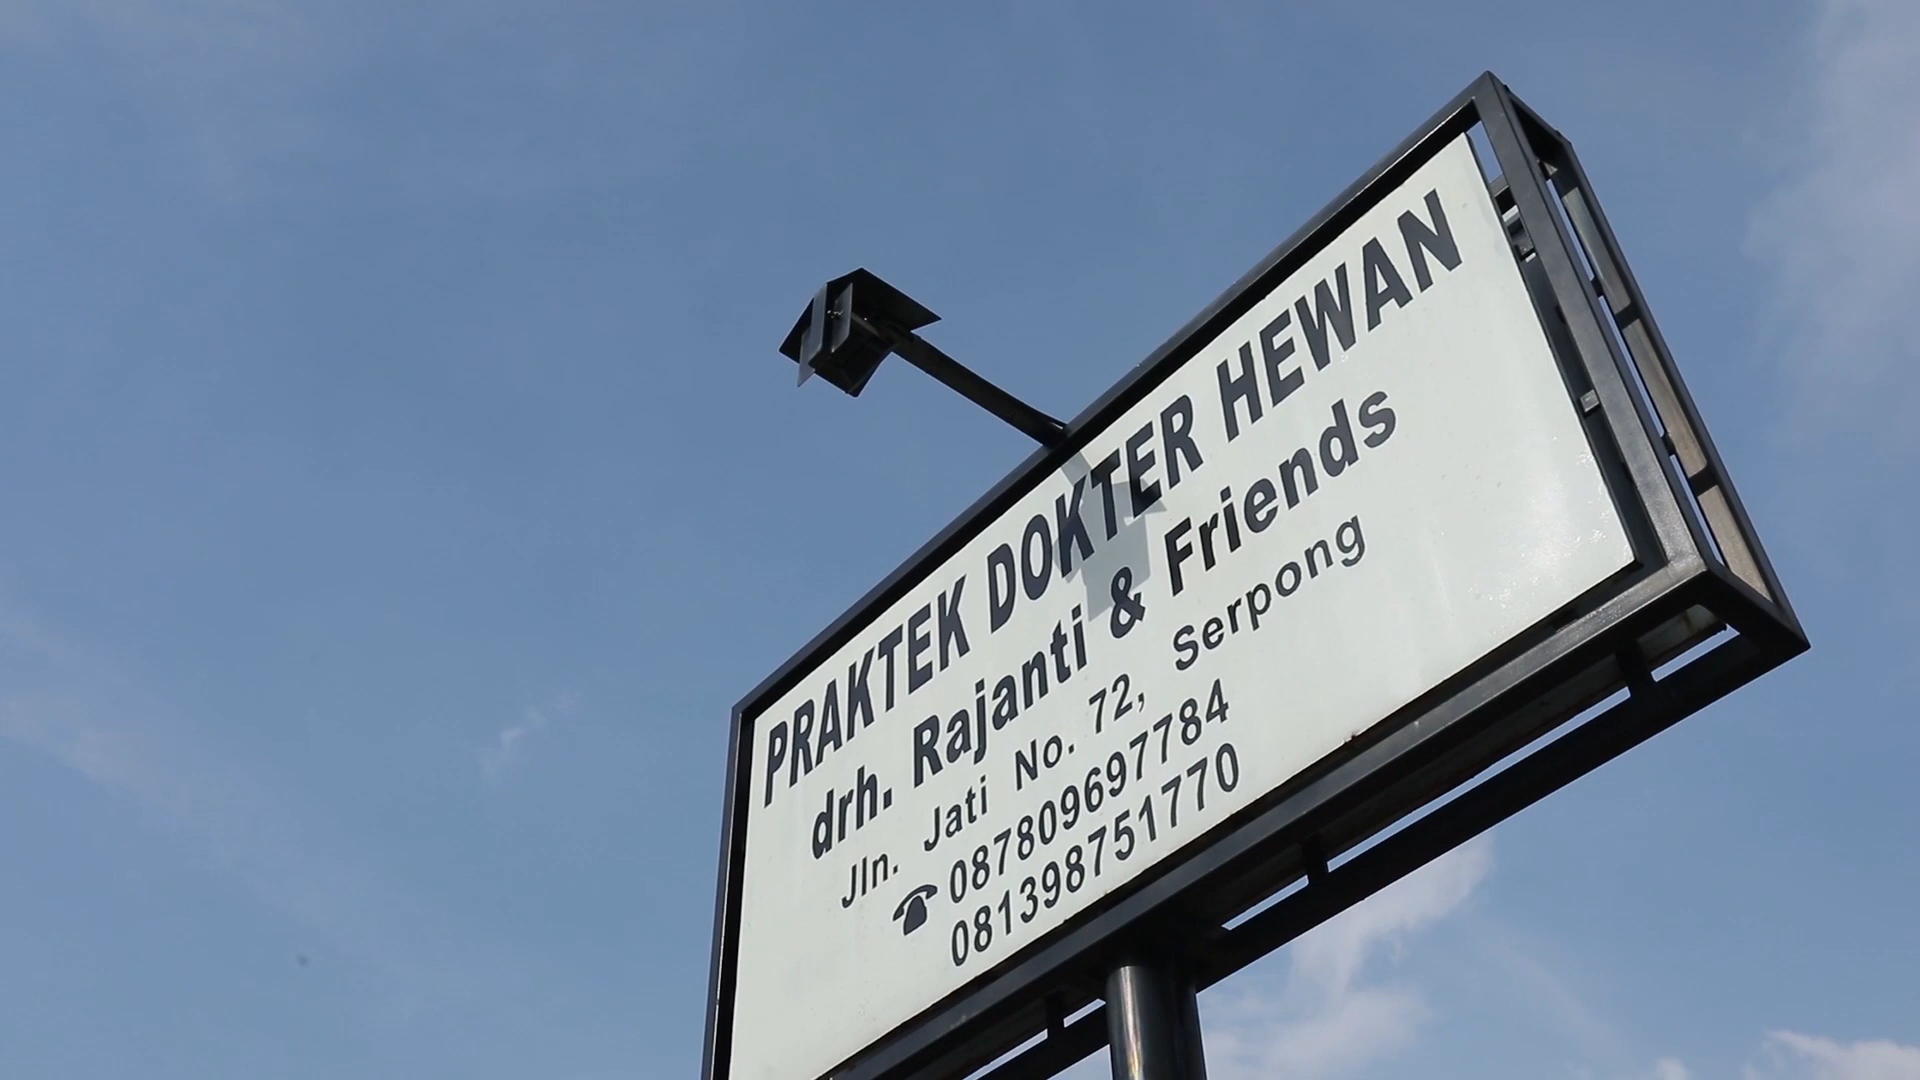 PRAKTEK DOKTER HEWAN
drh. Rajanti & Friends
Jln. Jati No. 72, Serpong
☎087809697784
081398751770